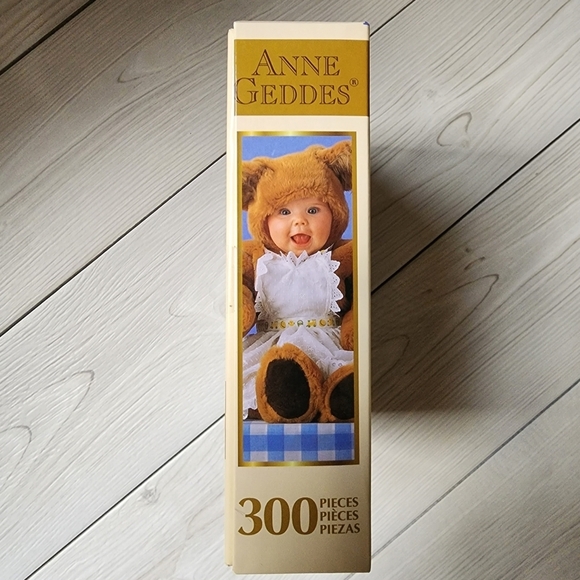 ANNE
GEDDES®
300 PIECES
PIÈCES
PIEZAS